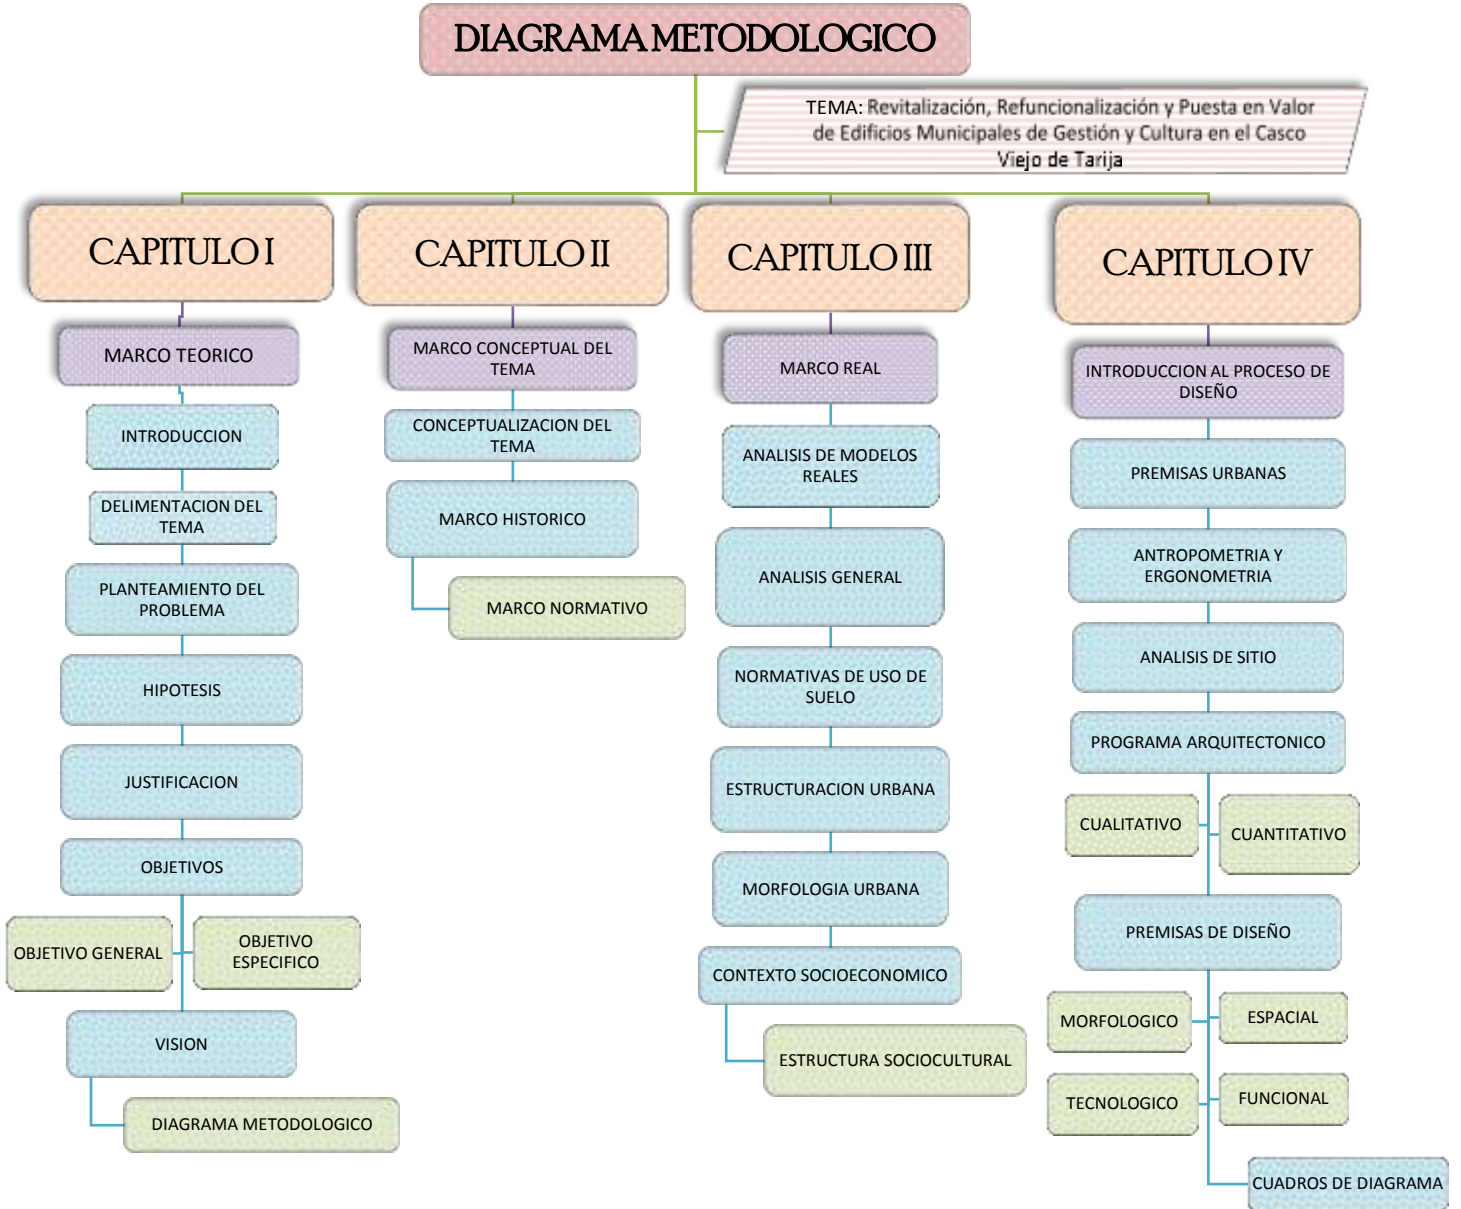 DIAGRAMA METODOLOGICO
TEMA: Revitalización, Refuncionalización y Puesta en Valor
de Edificios Municipales de Gestión y Cultura en el Casco
Viejo de Tarija
CAPITULO I
MARCO TEORICO
INTRODUCCION
DELIMENTACION DEL
TEMA
PLANTEAMIENTO DEL
PROBLEMA
HIPOTESIS
JUSTIFICACION
OBJETIVOS
OBJETIVO GENERAL
OBJETIVO
ESPECIFICO
VISION
DIAGRAMA METODOLOGICO
CAPITULO II
MARCO CONCEPTUAL DEL
TEMA
CONCEPTUALIZACION DEL
TEMA
MARCO HISTORICO
MARCO NORMATIVO
CAPITULO III
MARCO REAL
ANALISIS DE MODELOS
REALES
ANALISIS GENERAL
NORMATIVAS DE USO DE
SUELO
ESTRUCTURACION URBANA
MORFOLOGIA URBANA
CONTEXTO SOCIOECONOMICO
ESTRUCTURA SOCIOCULTURAL
CAPITULO IV
INTRODUCCION AL PROCESO DE
DISEÑO
PREMISAS URBANAS
ANTROPOMETRIA Y
ERGONOMETRIA
ANALISIS DE SITIO
PROGRAMA ARQUITECTONICO
CUALITATIVO
CUANTITATIVO
PREMISAS DE DISEÑO
MORFOLOGICO
ESPACIAL
TECNOLOGICO
FUNCIONAL
CUADROS DE DIAGRAMA